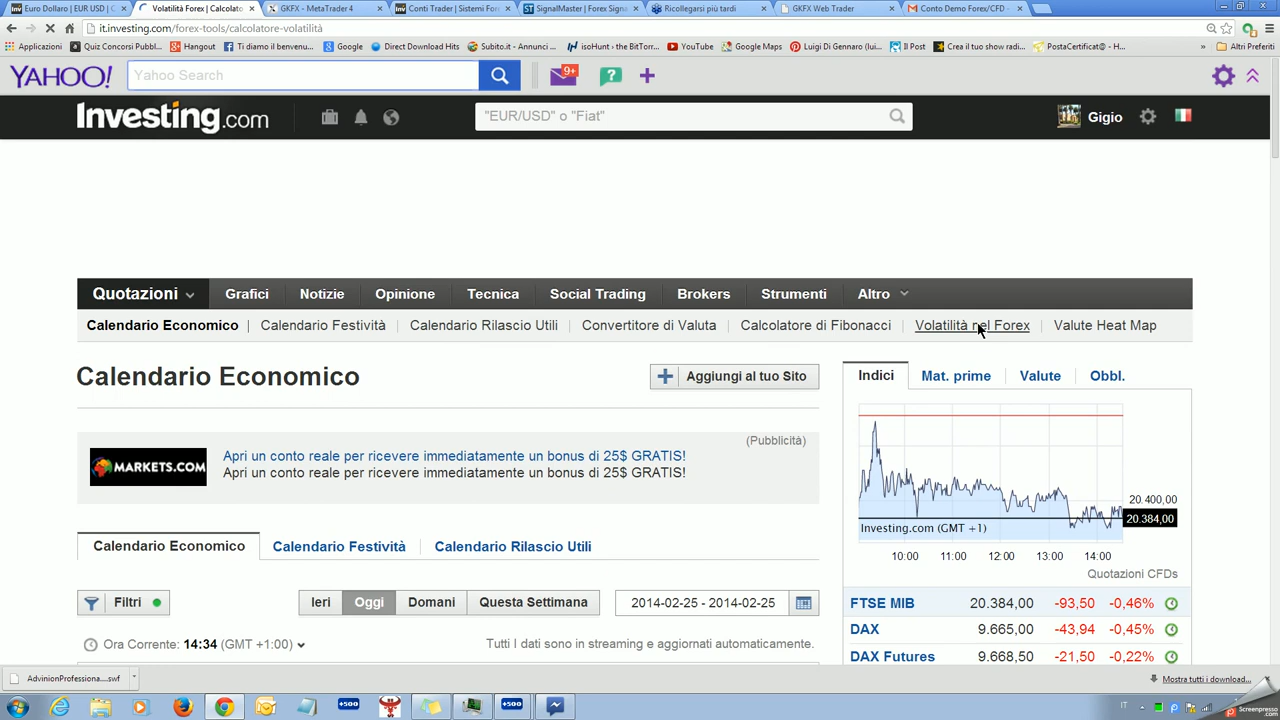 Euro Dollaro | EUR USD | C
Volatilità Forex | Calcolato
GKFX - MetaTrader 4
Conti Trader | Sistemi For
SignalMaster | Forex Signa
Ricollegarsi più tardi
GKFX Web Trader
Conto Demo Forex/CFD -
it.investing.com/forex-tools/calcolatore-volatilità
Applicazioni
Quiz Concorsi Pubbl...
Hangout
Ti diamo il benvenu...
Google
Direct Download Hits
Subito.it - Annunci ...
isoHunt - the BitTorr...
YouTube
Google Maps
Luigi Di Gennaro (lui...
Il Post
Crea il tuo show radi...
PostaCertificat@ - H...
»
Altri Preferiti
YAHOO!
Yahoo Search
9+
Investing.com
"EUR/USD" o "Fiat"
Gigio
Quotazioni
Grafici
Notizie
Opinione
Tecnica
Social Trading
Brokers
Strumenti
Altro
Calendario Economico
Calendario Festività
Calendario Rilascio Utili
Convertitore di Valuta
Calcolatore di Fibonacci
Volatilità nel Forex
Valute Heat Map
Calendario Economico
Aggiungi al tuo Sito
Indici
Mat. prime
Valute
Obbl.
(Pubblicità)
MARKETS.COM
Apri un conto reale per ricevere immediatamente un bonus di 25$ GRATIS!
Apri un conto reale per ricevere immediatamente un bonus di 25$ GRATIS!
20.400,00
20.384,00
Investing.com (GMT +1)
10:00 11:00 12:00 13:00 14:00
Quotazioni CFDs
Calendario Economico
Calendario Festività
Calendario Rilascio Utili
Filtri
Ieri
Oggi
Domani
Questa Settimana
2014-02-25 - 2014-02-25
FTSE MIB 20.384,00 -93,50 -0,46%
DAX 9.665,00 -43,94 -0,45%
DAX Futures 9.668,50 -21,50 -0,22%
Ora Corrente: 14:34 (GMT +1:00)
Tutti i dati sono in streaming e aggiornati automaticamente.
AdvinionProfessiona....swf
Mostra tutti i download...
+500
+500
IT
Screenpresso.com